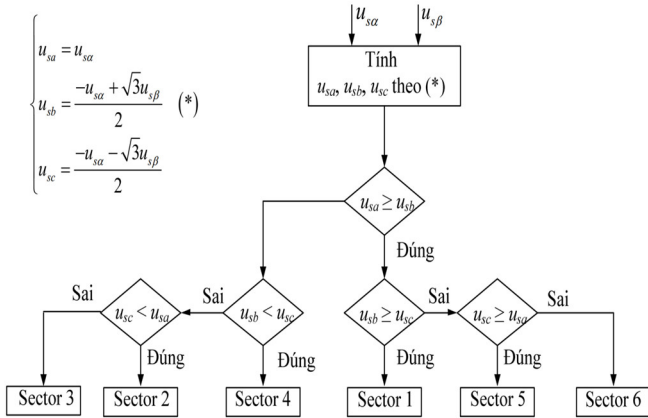 u_sα u_sβ
u_sa = u_sα
u_sb = (-u_sα + √3u_sβ)/2 (*)
u_sc = (-u_sα - √3u_sβ)/2
Tính
u_sa, u_sb, u_sc theo (*)
u_sa ≥ u_sb
Đúng
Sai
u_sc < u_sa
Sai
u_sb < u_sc
u_sb ≥ u_sc
Sai
u_sc ≥ u_sa
Sai
Đúng
Đúng
Đúng
Đúng
Sector 3
Sector 2
Sector 4
Sector 1
Sector 5
Sector 6